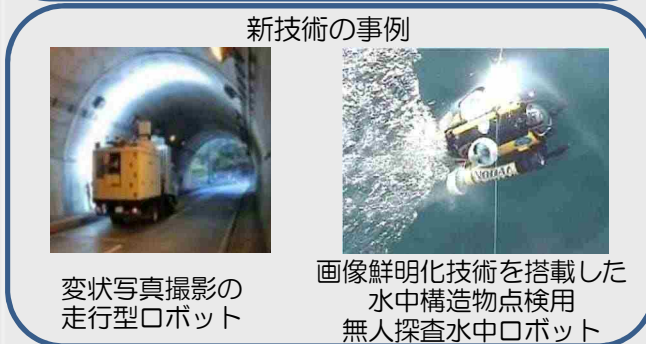 新技術の事例
変状写真撮影の
走行型ロボット
画像鮮明化技術を搭載した
水中構造物点検用
無人探査水中ロボット